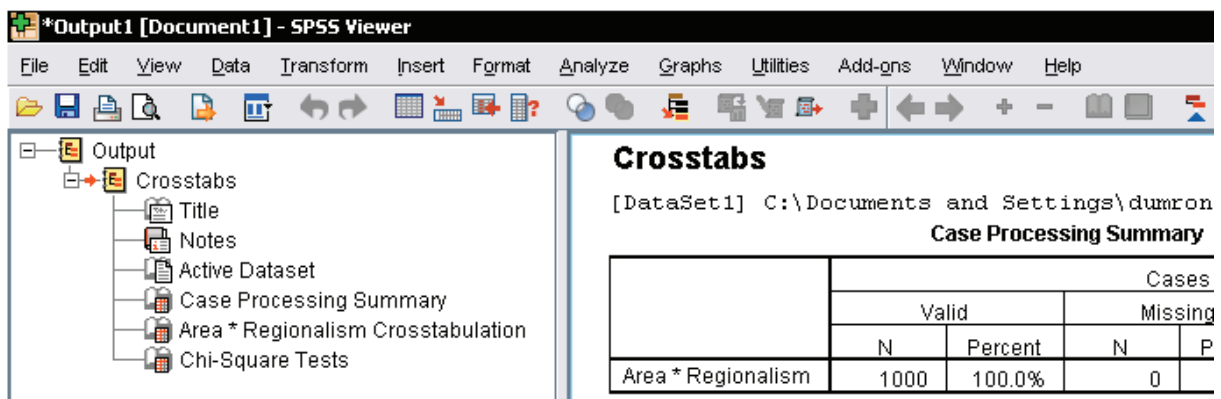 *Output1 [Document1] - SPSS Viewer
File Edit View Data Transform Insert Format Analyze Graphs Utilities Add-ons Window Help
Output
Crosstabs
Title
Notes
Active Dataset
Case Processing Summary
Area * Regionalism Crosstabulation
Chi-Square Tests
Crosstabs
[DataSet1] C:\Documents and Settings\dumron
Case Processing Summary
Cases
Valid Missing
N Percent N P
Area * Regionalism 1000 100.0% 0